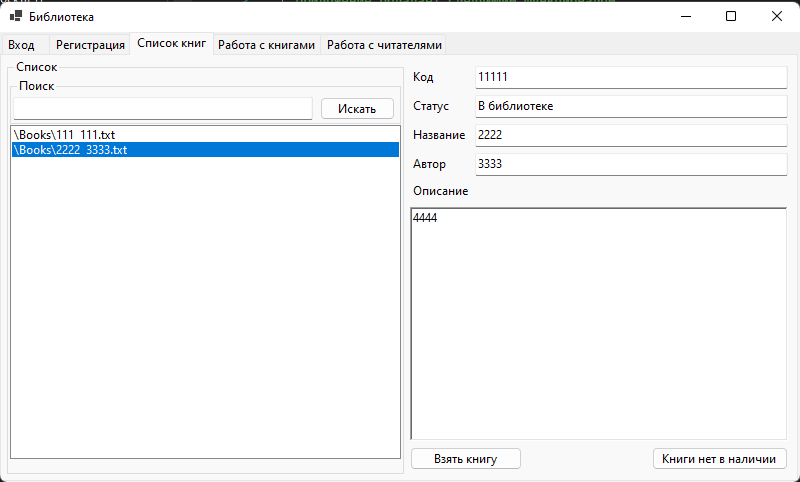 Библиотека
Вход Регистрация Список книг Работа с книгами Работа с читателями
Список
Поиск
Искать
\Books\111 111.txt
\Books\2222 3333.txt
Код 11111
Статус В библиотеке
Название 2222
Автор 3333
Описание
4444
Взять книгу Книги нет в наличии